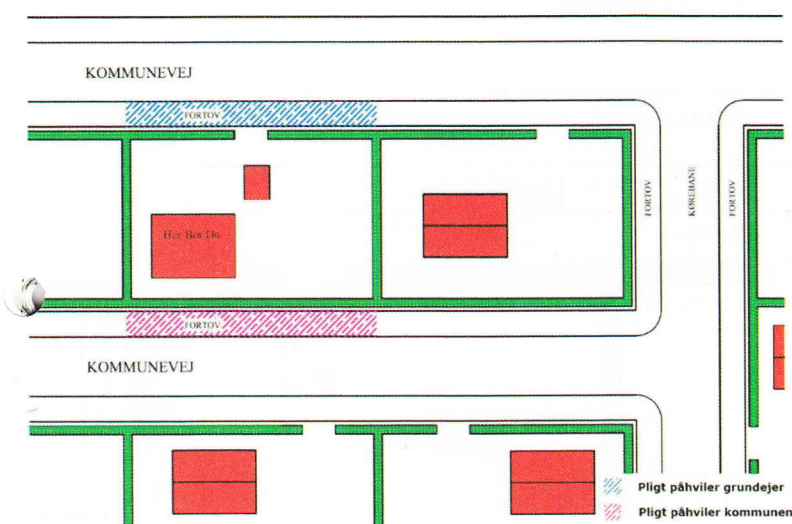 KOMMUNEVEJ
FORTOV
Her Bor Du
FORTOV
KØREBANE
FORTOV
FORTOV
KOMMUNEVEJ
Pligt påhviler grundejer
Pligt påhviler kommunen